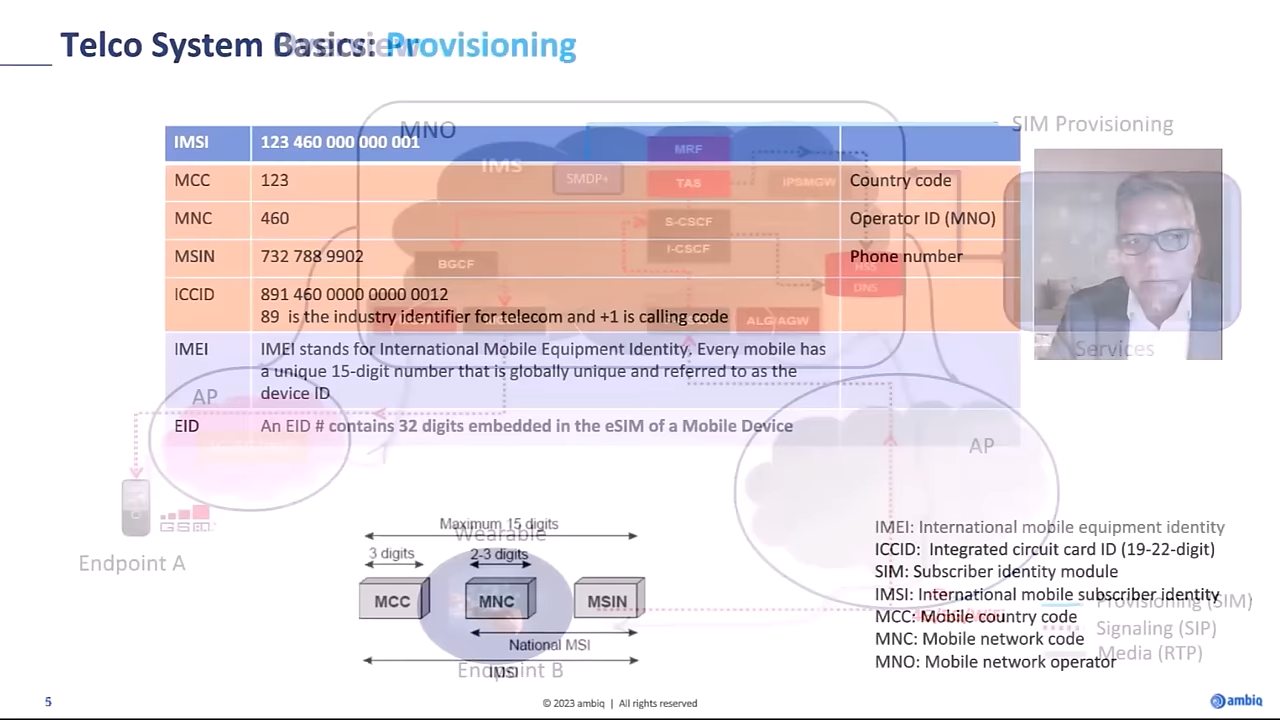 Telco System Basics: Provisioning
MNO
SIM Provisioning
IMSI 123 460 000 000 001
IMS
SMDP+
MRF
TAS
IPSMGW
MCC 123 Country code
MNC 460 Operator ID (MNO)
S-CSCF
I-CSCF
MSIN 732 788 9902 Phone number
BGCF
HSS
DNS
ICCID 891 460 0000 0000 0012
89 is the industry identifier for telecom and +1 is calling code
ALG/AGW
Services
IMEI IMEI stands for International Mobile Equipment Identity. Every mobile has
a unique 15-digit number that is globally unique and referred to as the
device ID
AP
EID An EID # contains 32 digits embedded in the eSIM of a Mobile Device
AP
GSM
Endpoint A
Maximum 15 digits
Wearable
3 digits 2-3 digits
MCC MNC MSIN
National MSI
Endpoint B
IMSI
IMEI: International mobile equipment identity
ICCID: Integrated circuit card ID (19-22-digit)
SIM: Subscriber identity module
IMSI: International mobile subscriber identity
MCC: Mobile country code
MNC: Mobile network code
MNO: Mobile network operator
Provisioning (SIM)
Signaling (SIP)
Media (RTP)
5
© 2023 ambiq | All rights reserved
ambiq